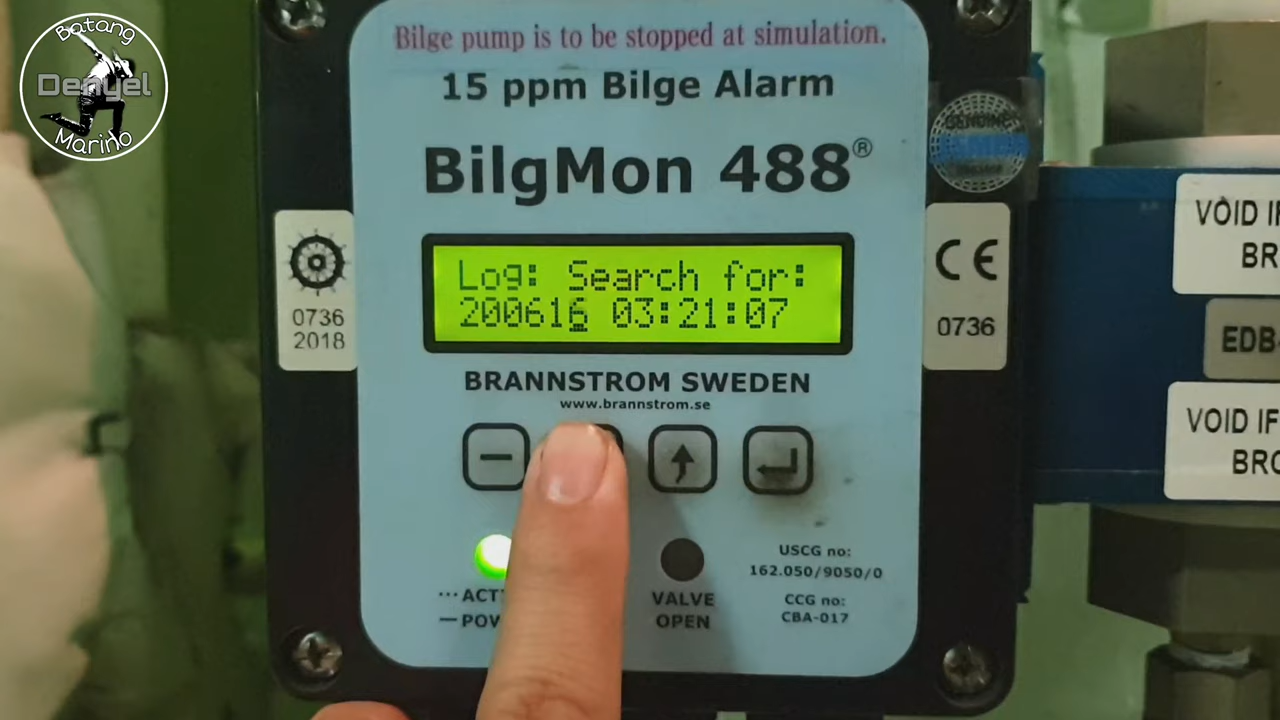 Batang
Denyel
Marino
Bilge pump is to be stopped at simulation.
15 ppm Bilge Alarm
BilgMon 488®
Log: Search for:
200616 03:21:07
BRANNSTROM SWEDEN
www.brannstrom.se
0736
2018
CE
0736
VOID IF
EDB-
VOID IF
VALVE
OPEN
USCG no:
162.050/9050/0
CCG no:
CBA-017